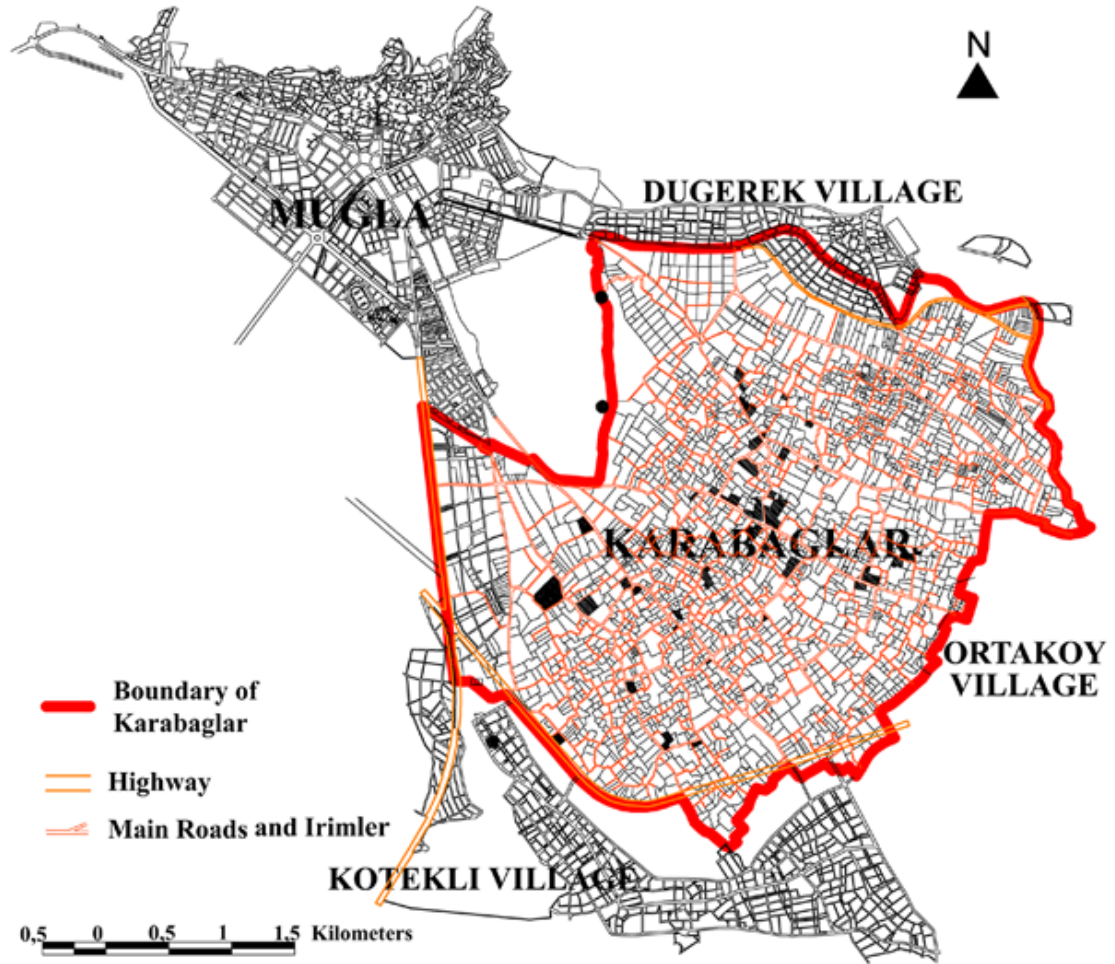 N
DUGEREK VILLAGE
MUGLA
KARABAGLAR
ORTAKOY
VILLAGE
Boundary of
Karabaglar
Highway
Main Roads and Irimler
KOTEKLI VILLAGE
0,5 0 0,5 1 1,5 Kilometers